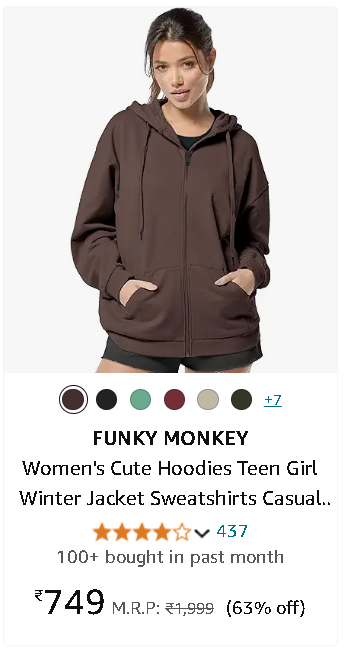 +7
FUNKY MONKEY
Women's Cute Hoodies Teen Girl
Winter Jacket Sweatshirts Casual..
437
100+ bought in past month
₹749 M.R.P: ₹1,999 (63% off)